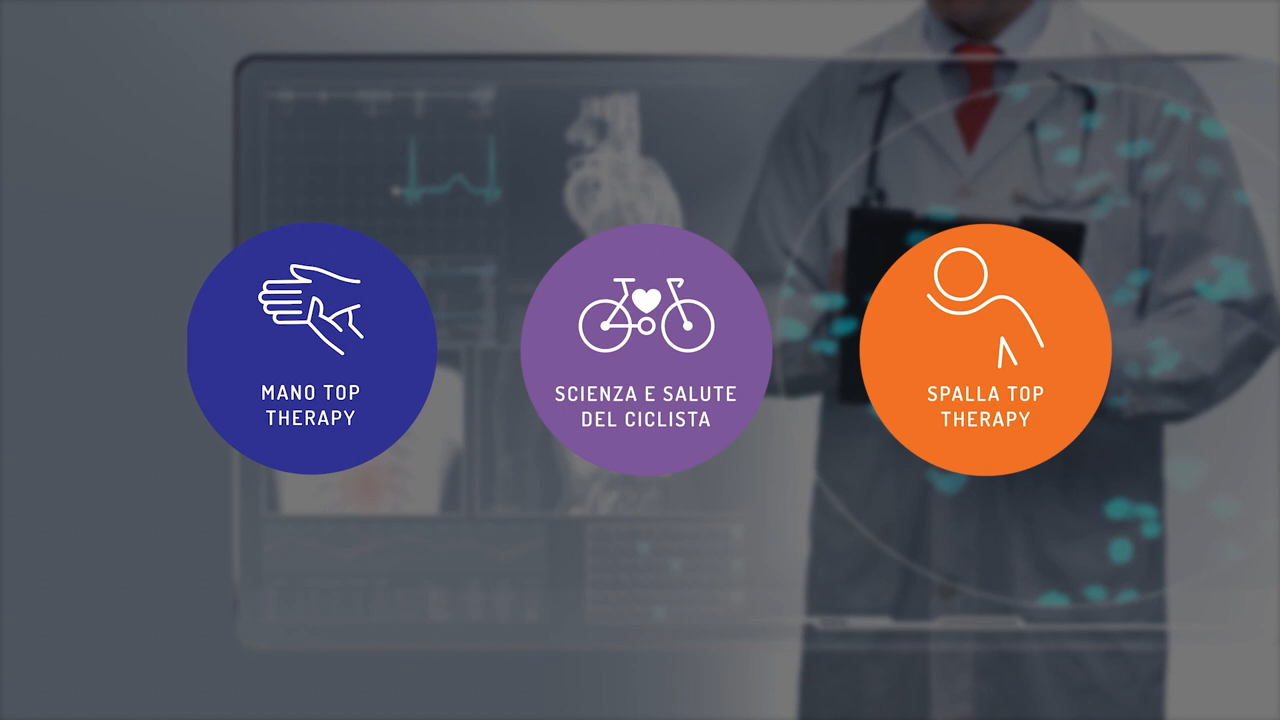 MANO TOP
THERAPY
SCIENZA E SALUTE
DEL CICLISTA
SPALLA TOP
THERAPY